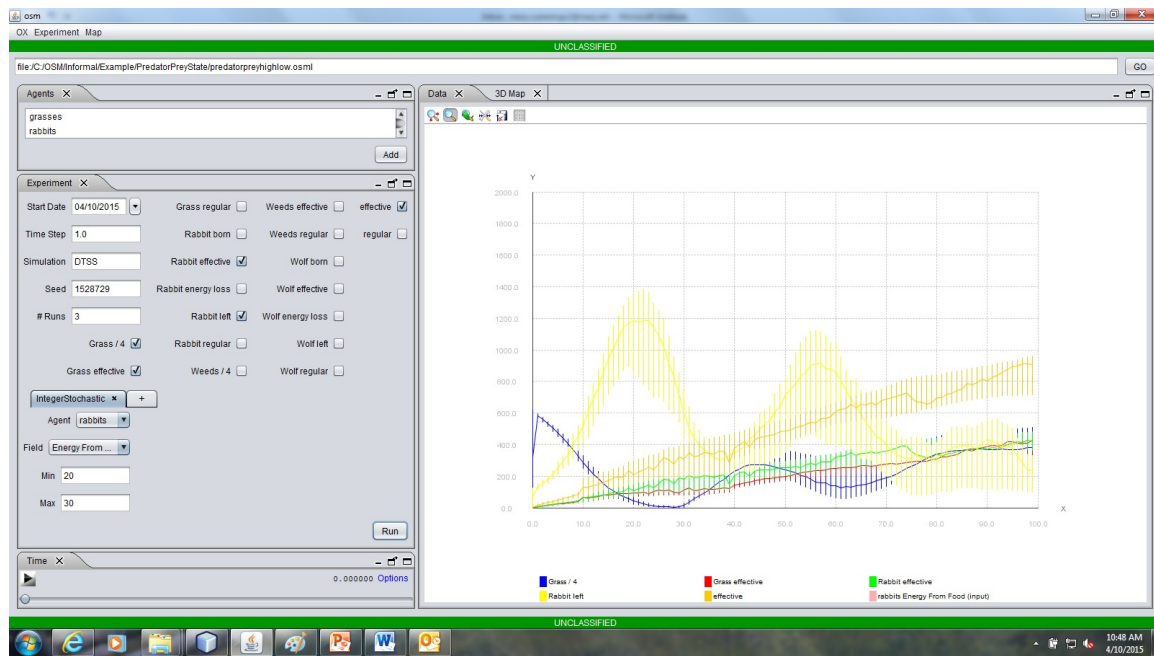 osm
OX Experiment Map
UNCLASSIFIED
file:/C:/OSM/Informal/Example/PredatorPreyState/predatorpreyhighlow.osml
GO
Agents
grasses
rabbits
Add
Experiment
Start Date 04/10/2015 Grass regular Weeds effective effective
Time Step 1.0 Rabbit born Weeds regular regular
Simulation DTSS Rabbit effective Wolf born
Seed 1528729 Rabbit energy loss Wolf effective
# Runs 3 Rabbit left Wolf energy loss
Grass / 4 Rabbit regular Wolf left
Grass effective Weeds / 4 Wolf regular
IntegerStochastic +
Agent rabbits
Field Energy From ...
Min 20
Max 30
Run
Time
0.000000 Options
Data 3D Map
Y
2000.0
1800.0
1600.0
1400.0
1200.0
1000.0
800.0
600.0
400.0
200.0
0.0
X
0.0 10.0 20.0 30.0 40.0 50.0 60.0 70.0 80.0 90.0 100.0
Grass / 4 Grass effective Rabbit effective
Rabbit left effective rabbits Energy From Food (input)
UNCLASSIFIED
10:48 AM
4/10/2015